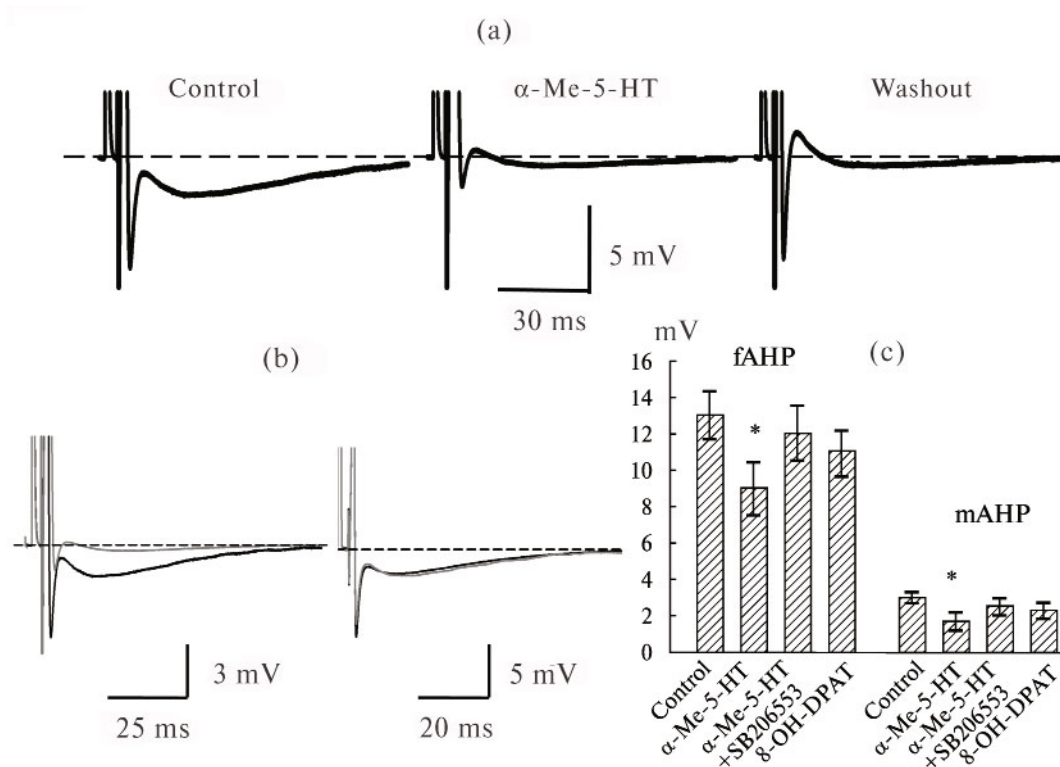 (a)
Control
α-Me-5-HT
Washout
5 mV
30 ms
(b)
3 mV
25 ms
5 mV
20 ms
(c)
mV
fAHP
mAHP
16
14
12
10
8
6
4
2
0
*
*
Control
α-Me-5-HT
α-Me-5-HT
+SB206553
8-OH-DPAT
Control
α-Me-5-HT
α-Me-5-HT
+SB206553
8-OH-DPAT